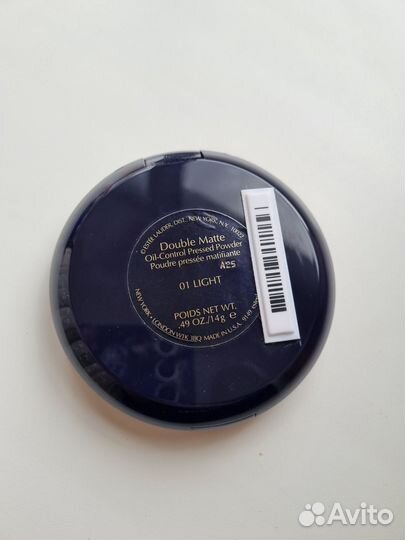 ©ESTEE LAUDER, DIST., NEW YORK, N.Y. 10022
Double Matte
Oil-Control Pressed Powder
Poudre pressée matifiante
A25
01 LIGHT
POIDS NET WT.
.49 OZ./14g ℮
NEW YORK • LONDON W1K 3BQ MADE IN U.S.A.
Avito